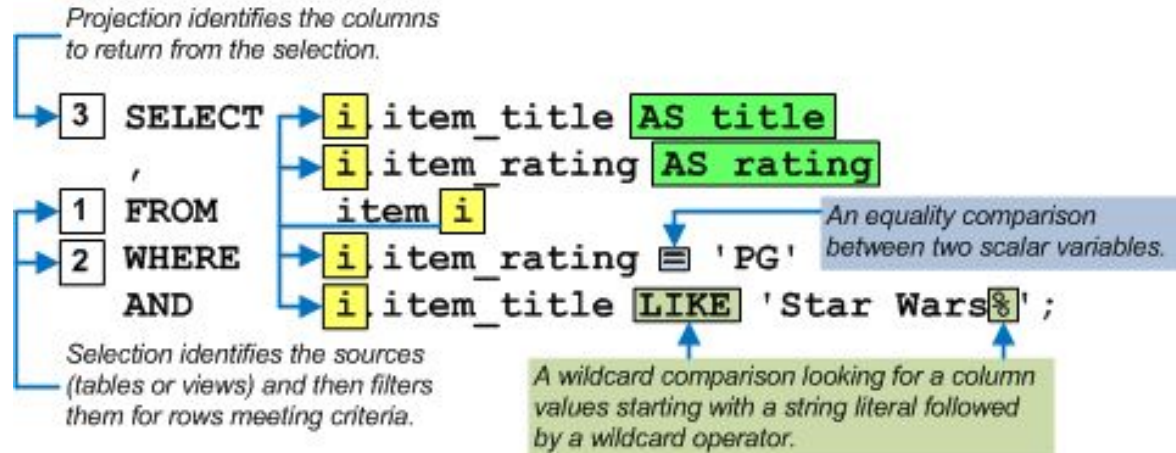 Projection identifies the columns
to return from the selection.
3 SELECT i.item_title AS title
, i.item_rating AS rating
1 FROM item i
2 WHERE i.item_rating = 'PG'
AND i.item_title LIKE 'Star Wars%';
An equality comparison
between two scalar variables.
Selection identifies the sources
(tables or views) and then filters
them for rows meeting criteria.
A wildcard comparison looking for a column
values starting with a string literal followed
by a wildcard operator.